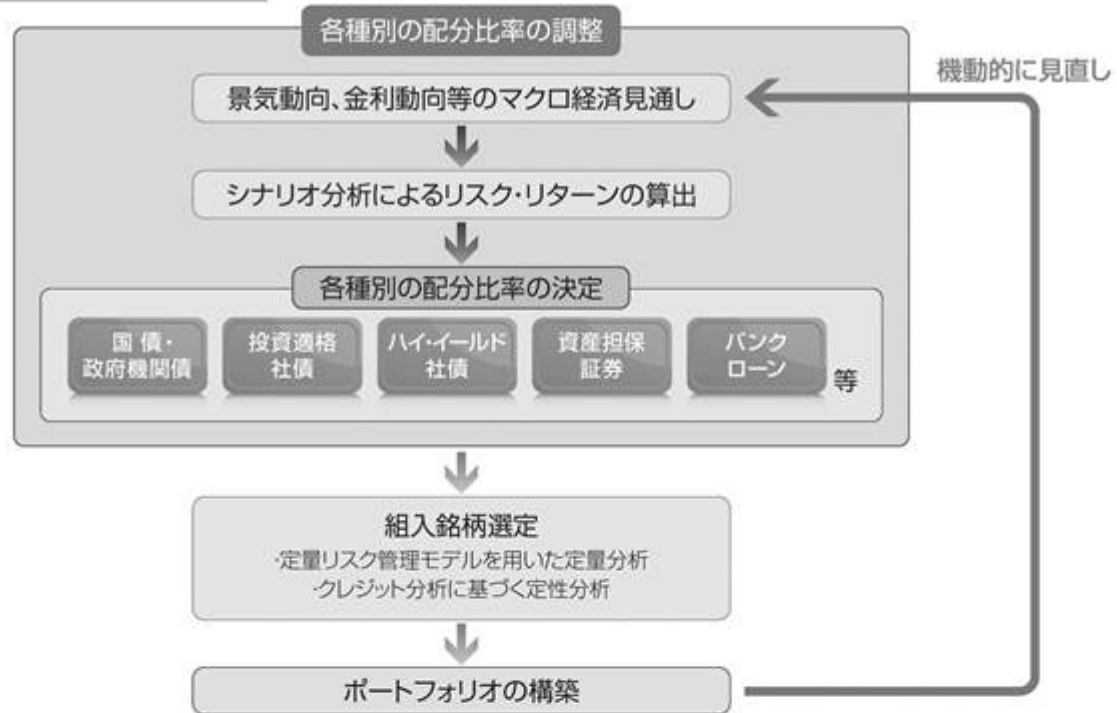 各種別の配分比率の調整
機動的に見直し
景気動向、金利動向等のマクロ経済見通し
シナリオ分析によるリスク・リターンの算出
各種別の配分比率の決定
国債・
政府機関債
投資適格
社債
ハイ・イールド
社債
資産担保
証券
バンク
ローン
等
組入銘柄選定
・定量リスク管理モデルを用いた定量分析
・クレジット分析に基づく定性分析
ポートフォリオの構築